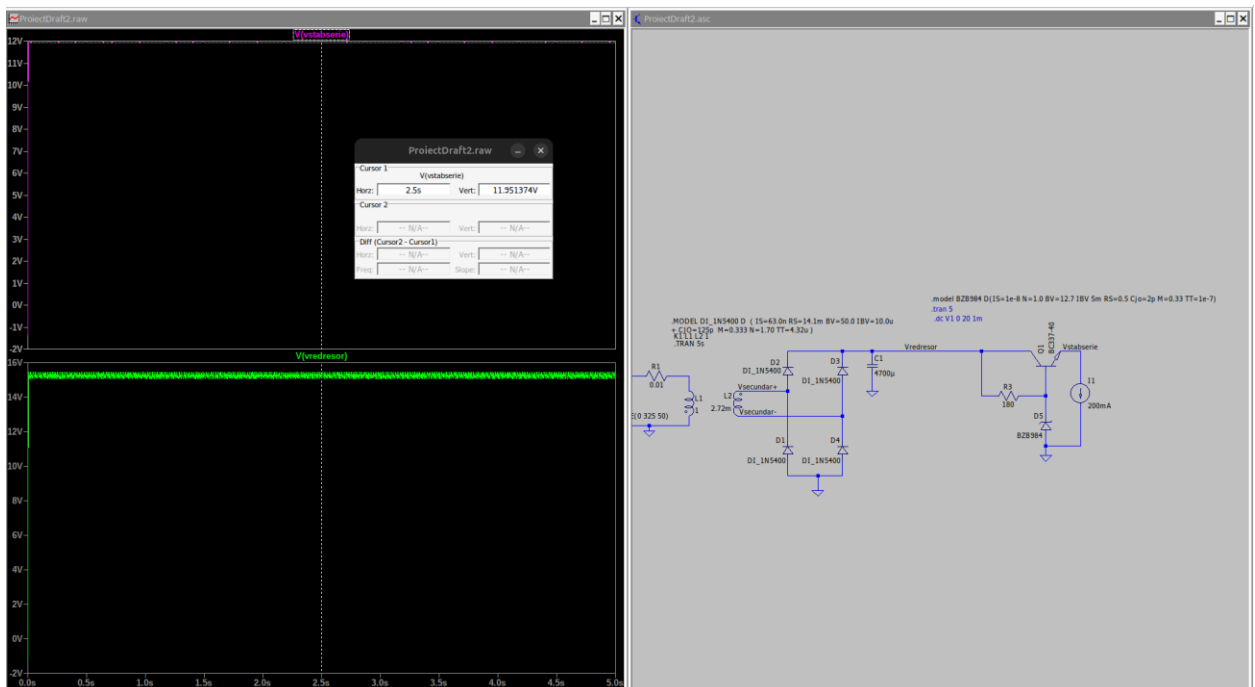 ProiectDraft2.raw
V(vstabserie)
12V
11V
10V
9V
8V
7V
6V
5V
4V
3V
2V
1V
0V
-1V
-2V
ProiectDraft2.raw
Cursor 1
V(vstabserie)
Horz: 2.5s Vert: 11.951374V
Cursor 2
Horz: -- N/A-- Vert: -- N/A--
Diff (Cursor2 - Cursor1)
Horz: -- N/A-- Vert: -- N/A--
Freq: -- N/A-- Slope: -- N/A--
V(vredresor)
16V
14V
12V
10V
8V
6V
4V
2V
0V
-2V
0.0s 0.5s 1.0s 1.5s 2.0s 2.5s 3.0s 3.5s 4.0s 4.5s 5.0s
ProiectDraft2.asc
.model BZB984 D(IS=1e-8 N=1.0 BV=12.7 IBV 5m RS=0.5 Cjo=2p M=0.33 TT=1e-7)
.tran 5
.dc V1 0 20 1m
.MODEL DI_1N5400 D ( IS=63.0n RS=14.1m BV=50.0 IBV=10.0u
+ CJO=125p M=0.333 N=1.70 TT=4.32u )
K1 L1 L2 1
.TRAN 5s
R1
0.01
L1
1
E(0 325 50)
L2
2.72m
Vsecundar+
Vsecundar-
D2
DI_1N5400
D3
DI_1N5400
D1
DI_1N5400
D4
DI_1N5400
C1
4700µ
Vredresor
Q1
BC337-40
Vstabserie
R3
180
D5
BZB984
I1
200mA